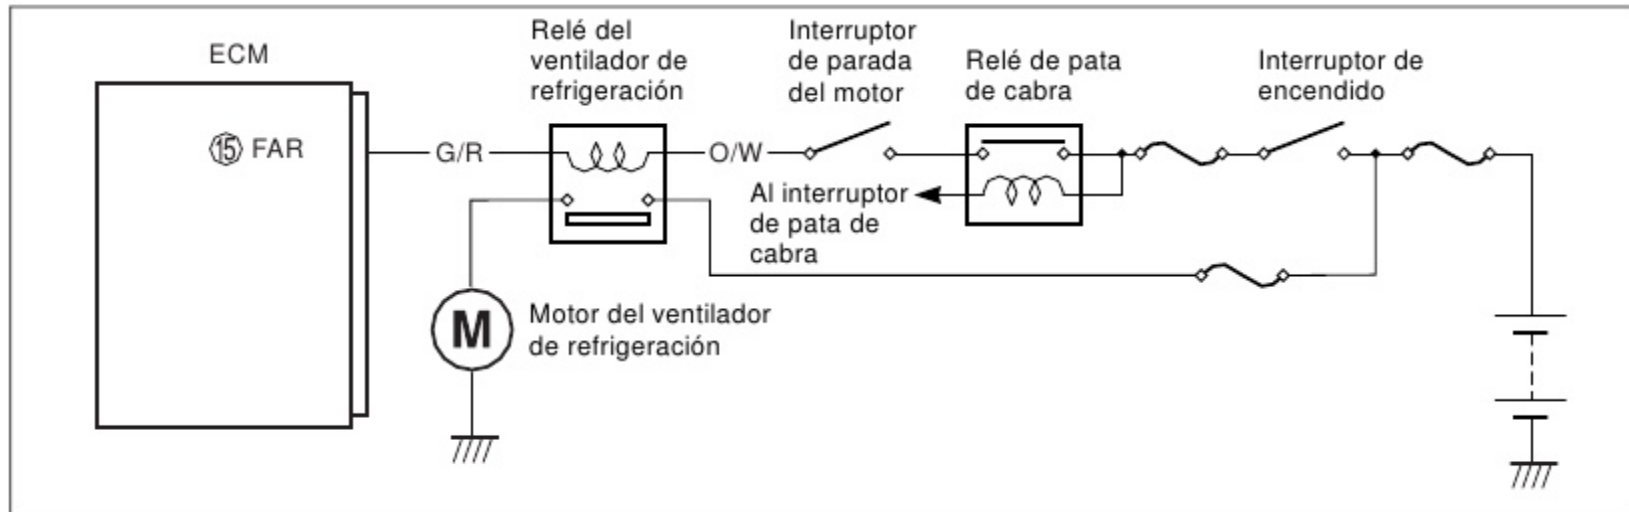 ECM
⑮ FAR
G/R
Relé del
ventilador de
refrigeración
O/W
Interruptor
de parada
del motor
Relé de pata
de cabra
Interruptor de
encendido
Al interruptor
de pata de
cabra
M
Motor del ventilador
de refrigeración